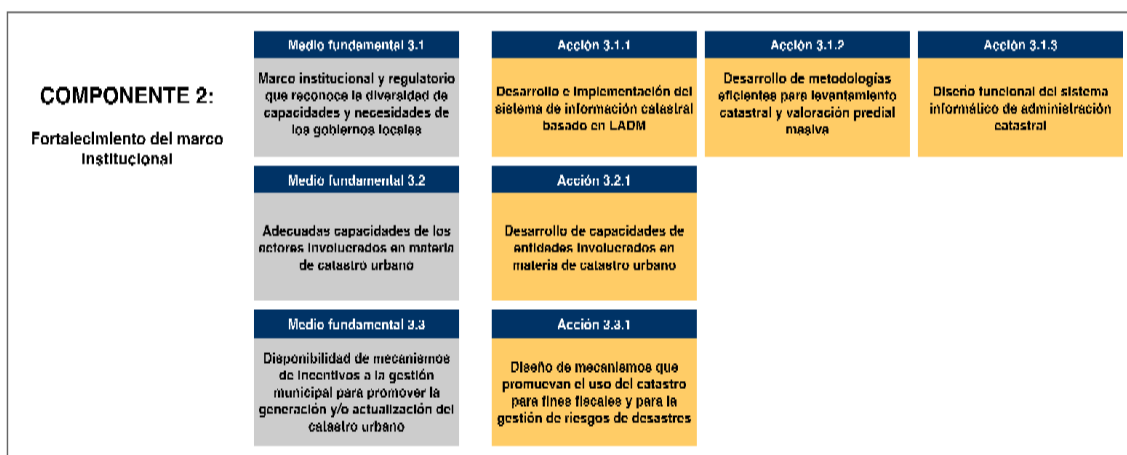 COMPONENTE 2:
Fortalecimiento del marco
institucional
Medio fundamental 3.1
Marco institucional y regulatorio
que reconoce la diversidad de
capacidades y necesidades de
los gobiernos locales
Acción 3.1.1
Desarrollo e implementación del
sistema de información catastral
basado en LADM
Acción 3.1.2
Desarrollo de metodologías
eficientes para levantamiento
catastral y valoración predial
masiva
Acción 3.1.3
Diseño funcional del sistema
informático de administración
catastral
Medio fundamental 3.2
Adecuadas capacidades de los
actores involucrados en materia
de catastro urbano
Acción 3.2.1
Desarrollo de capacidades de
entidades involucradas en
materia de catastro urbano
Medio fundamental 3.3
Disponibilidad de mecanismos
de incentivos a la gestión
municipal para promover la
generación y/o actualización del
catastro urbano
Acción 3.3.1
Diseño de mecanismos que
promuevan el uso del catastro
para fines fiscales y para la
gestión de riesgos de desastres